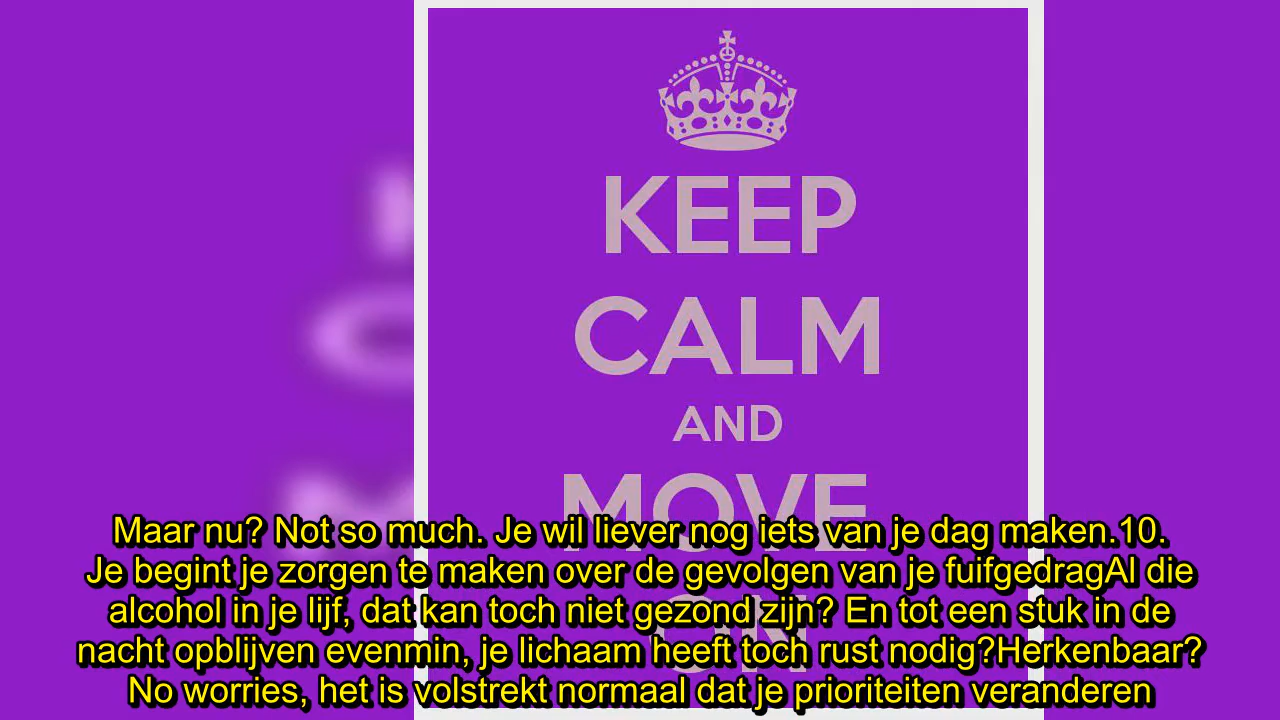 KEEP
CALM
AND
MOVE
ON
Maar nu? Not so much. Je wil liever nog iets van je dag maken.10.
Je begint je zorgen te maken over de gevolgen van je fuifgedragAl die
alcohol in je lijf, dat kan toch niet gezond zijn? En tot een stuk in de
nacht opblijven evenmin, je lichaam heeft toch rust nodig?Herkenbaar?
No worries, het is volstrekt normaal dat je prioriteiten veranderen